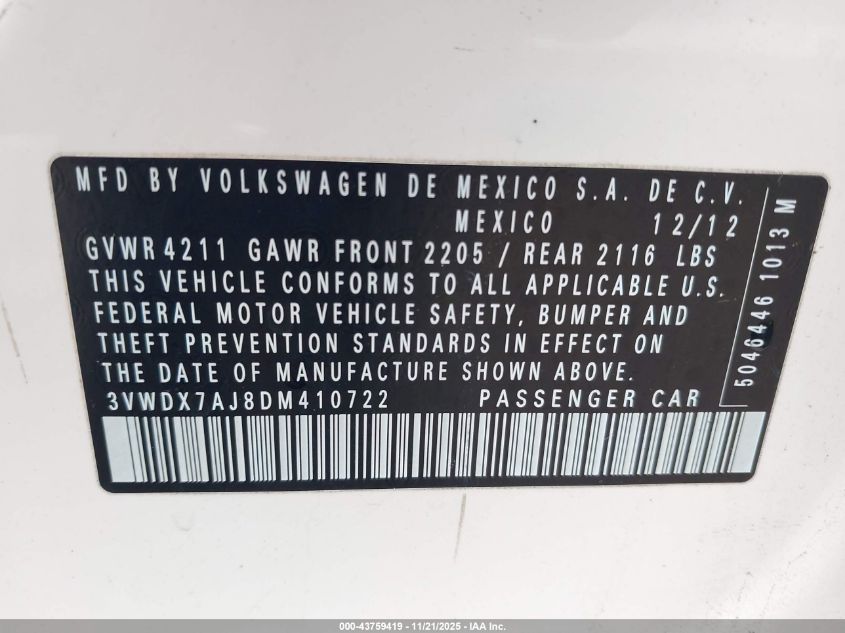 MFD BY VOLKSWAGEN DE MEXICO S.A. DE C.V.
MEXICO 12/12
GVWR 4211 GAWR FRONT 2205 / REAR 2116 LBS
THIS VEHICLE CONFORMS TO ALL APPLICABLE U.S.
FEDERAL MOTOR VEHICLE SAFETY, BUMPER AND
THEFT PREVENTION STANDARDS IN EFFECT ON
THE DATE OF MANUFACTURE SHOWN ABOVE.
3VWDX7AJ8DM410722 PASSENGER CAR
5046446 1013 M
000-43759419 - 11/21/2025 - IAA Inc.